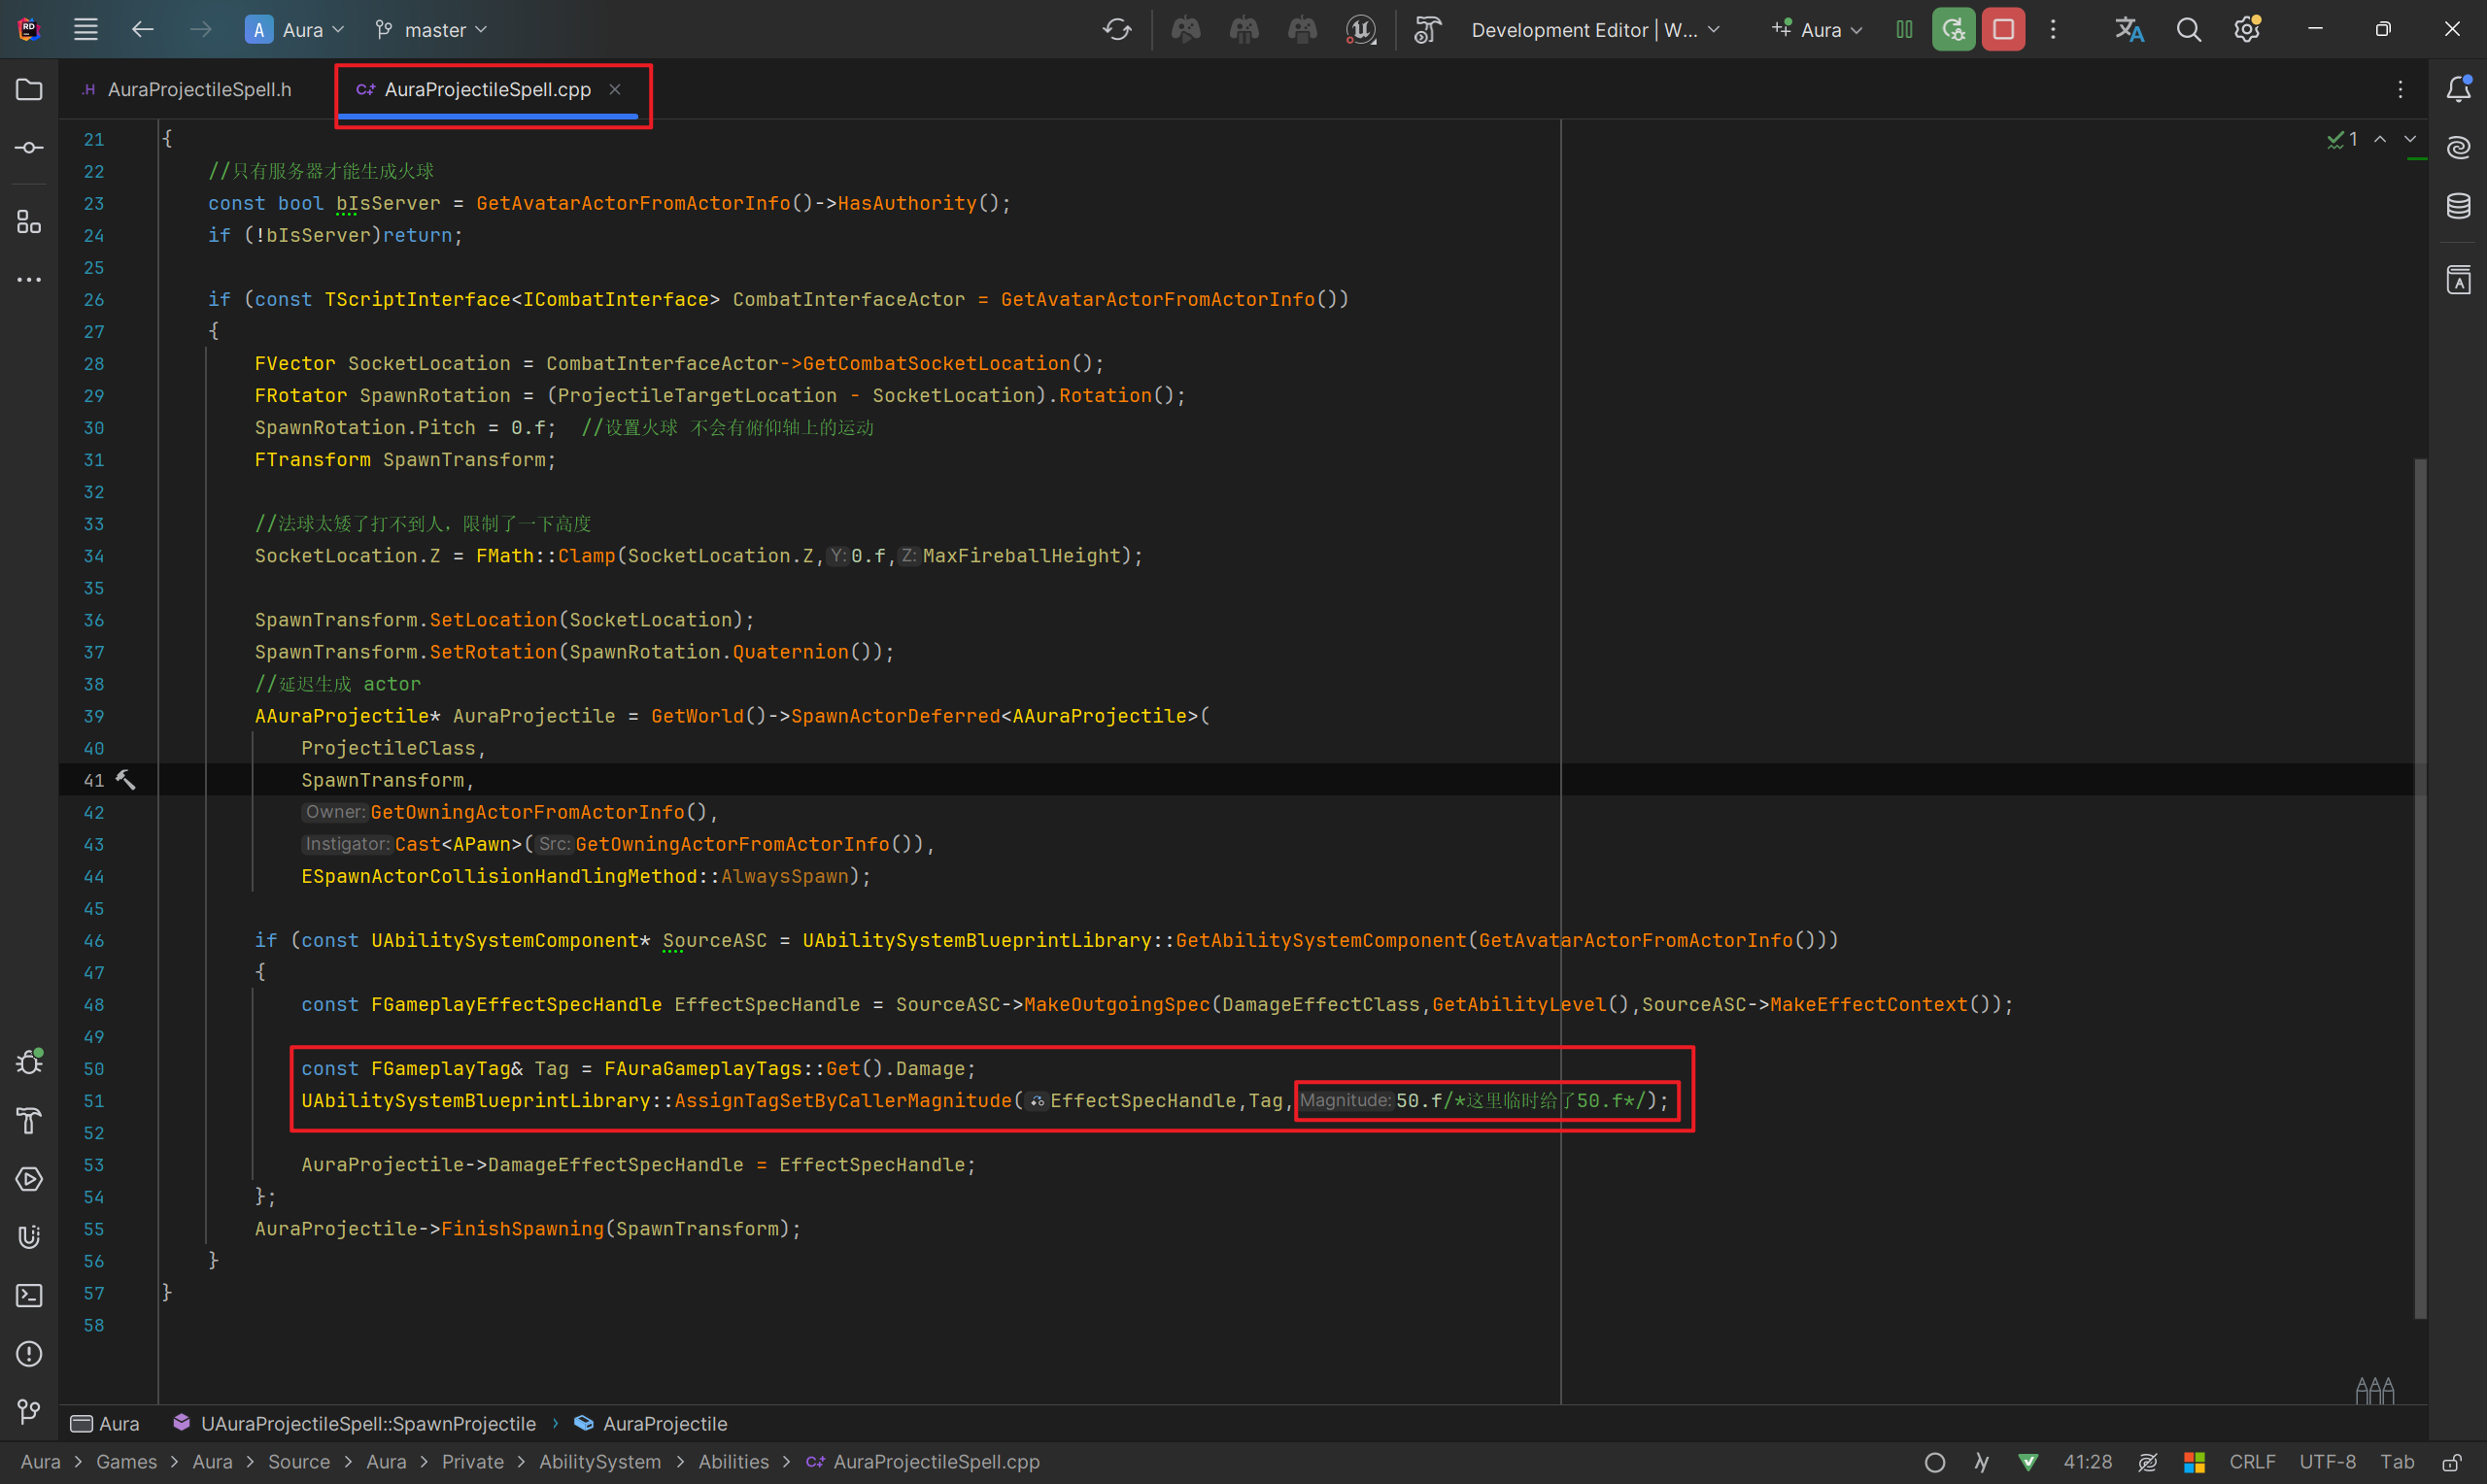 A Aura master Development Editor | W... Aura
AuraProjectileSpell.h C++ AuraProjectileSpell.cpp
21 {
22 //只有服务器才能生成火球
23 const bool bIsServer = GetAvatarActorFromActorInfo()->HasAuthority();
24 if (!bIsServer)return;
25
26 if (const TScriptInterface<ICombatInterface> CombatInterfaceActor = GetAvatarActorFromActorInfo())
27 {
28 FVector SocketLocation = CombatInterfaceActor->GetCombatSocketLocation();
29 FRotator SpawnRotation = (ProjectileTargetLocation - SocketLocation).Rotation();
30 SpawnRotation.Pitch = 0.f; //设置火球 不会有俯仰轴上的运动
31 FTransform SpawnTransform;
32
33 //法球太矮了打不到人，限制了一下高度
34 SocketLocation.Z = FMath::Clamp(SocketLocation.Z, Y: 0.f, Z: MaxFireballHeight);
35
36 SpawnTransform.SetLocation(SocketLocation);
37 SpawnTransform.SetRotation(SpawnRotation.Quaternion());
38 //延迟生成 actor
39 AAuraProjectile* AuraProjectile = GetWorld()->SpawnActorDeferred<AAuraProjectile>(
40 ProjectileClass,
41 SpawnTransform,
42 Owner: GetOwningActorFromActorInfo(),
43 Instigator: Cast<APawn>( Src: GetOwningActorFromActorInfo()),
44 ESpawnActorCollisionHandlingMethod::AlwaysSpawn);
45
46 if (const UAbilitySystemComponent* SourceASC = UAbilitySystemBlueprintLibrary::GetAbilitySystemComponent(GetAvatarActorFromActorInfo()))
47 {
48 const FGameplayEffectSpecHandle EffectSpecHandle = SourceASC->MakeOutgoingSpec(DamageEffectClass,GetAbilityLevel(),SourceASC->MakeEffectContext());
49
50 const FGameplayTag& Tag = FAuraGameplayTags::Get().Damage;
51 UAbilitySystemBlueprintLibrary::AssignTagSetByCallerMagnitude( EffectSpecHandle,Tag, Magnitude: 50.f/*这里临时给了50.f*/);
52
53 AuraProjectile->DamageEffectSpecHandle = EffectSpecHandle;
54 };
55 AuraProjectile->FinishSpawning(SpawnTransform);
56 }
57 }
58
1
Aura UAuraProjectileSpell::SpawnProjectile › AuraProjectile
Aura > Games > Aura > Source > Aura > Private > AbilitySystem > Abilities > AuraProjectileSpell.cpp 41:28 CRLF UTF-8 Tab